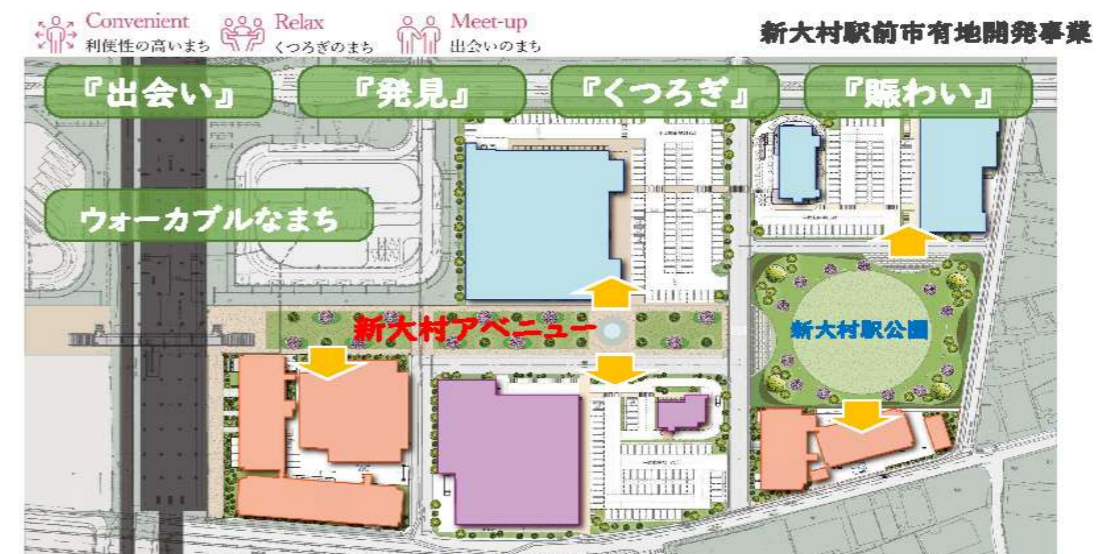 Convenient
利便性の高いまち
Relax
くつろぎのまち
Meet-up
出会いのまち
新大村駅前市有地開発事業
『出会い』
『発見』
『くつろぎ』
『賑わい』
ウォーカブルなまち
新大村アベニュー
新大村駅公園